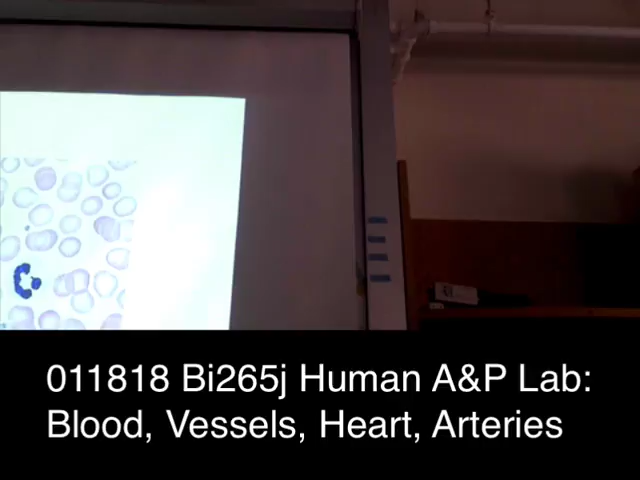 011818 Bi265j Human A&P Lab:
Blood, Vessels, Heart, Arteries